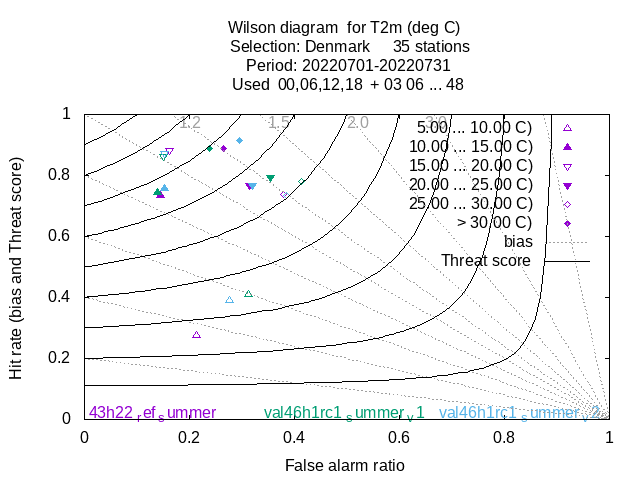 Wilson diagram  for T2m (deg C)
Selection: Denmark     35 stations
Period: 20220701-20220731
Used  00,06,12,18  + 03 06 ... 48
1.2
1.5
2.0
3.0
5.00 ... 10.00 C)
10.00 ... 15.00 C)
15.00 ... 20.00 C)
20.00 ... 25.00 C)
25.00 ... 30.00 C)
> 30.00 C)
bias
Threat score
Hit rate (bias and Threat score)
1
0.8
0.6
0.4
0.2
0
43h22refsummer
val46h1rc1summerv1
val46h1rc1summerv2
0
0.2
0.4
0.6
0.8
1
False alarm ratio